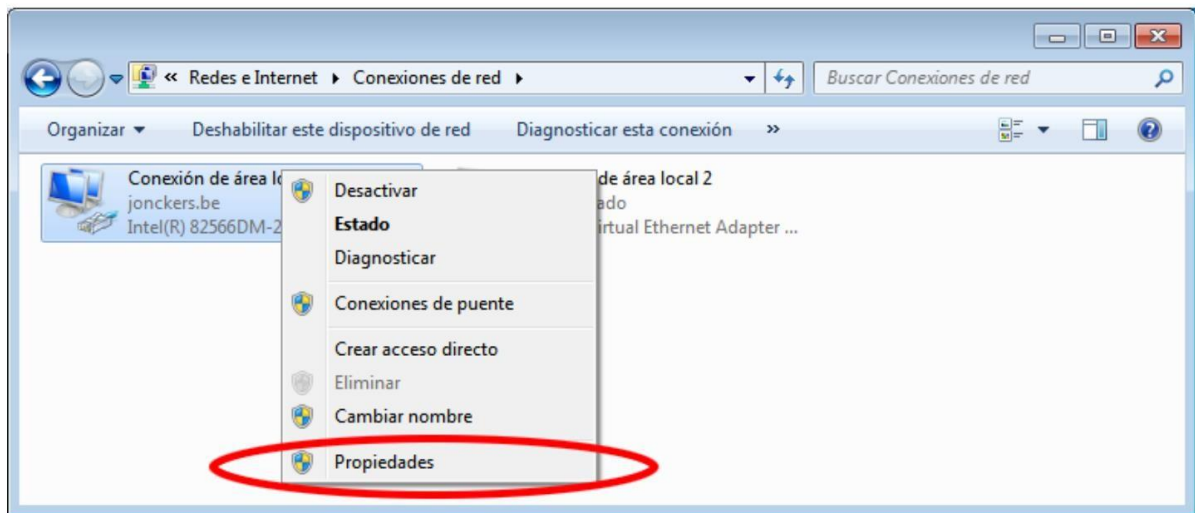 « Redes e Internet ▸ Conexiones de red ▸
Buscar Conexiones de red
Organizar ▾ Deshabilitar este dispositivo de red Diagnosticar esta conexión »
Conexión de área lo
jonckers.be
Intel(R) 82566DM-2
de área local 2
ado
irtual Ethernet Adapter ...
Desactivar
Estado
Diagnosticar
Conexiones de puente
Crear acceso directo
Eliminar
Cambiar nombre
Propiedades